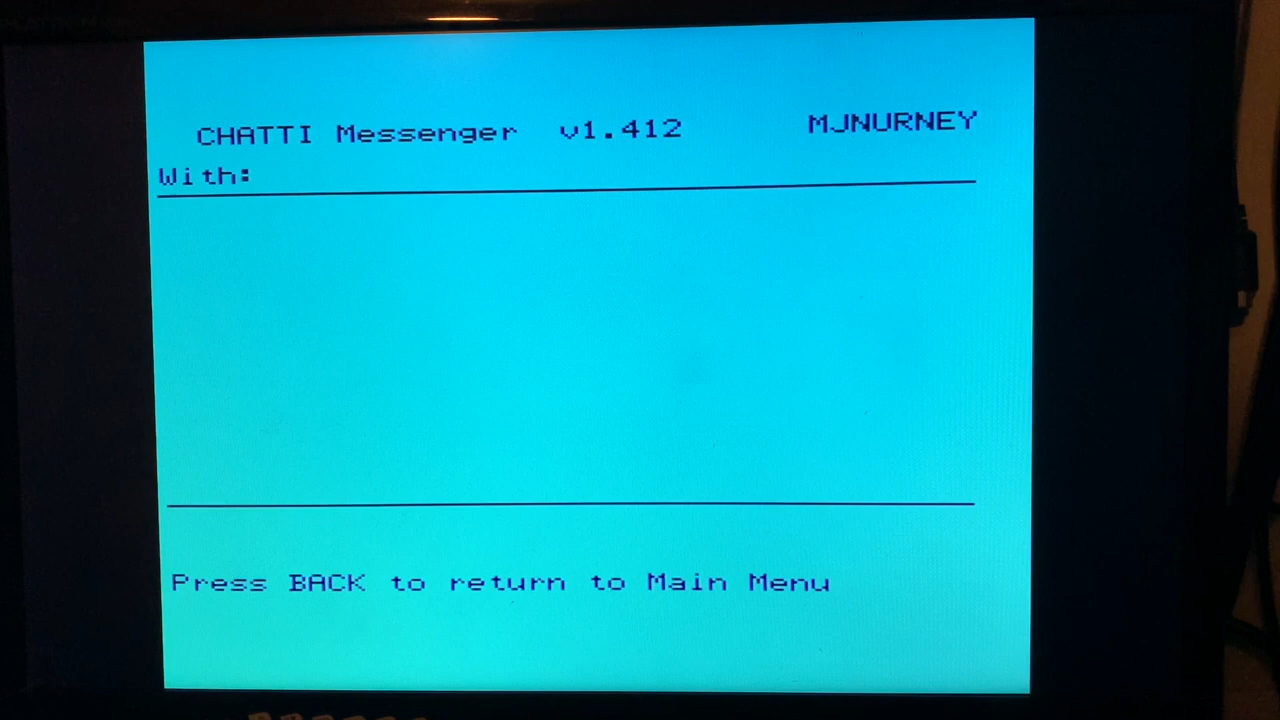 CHATTI Messenger v1.412 MJNURNEY
With:
Press BACK to return to Main Menu